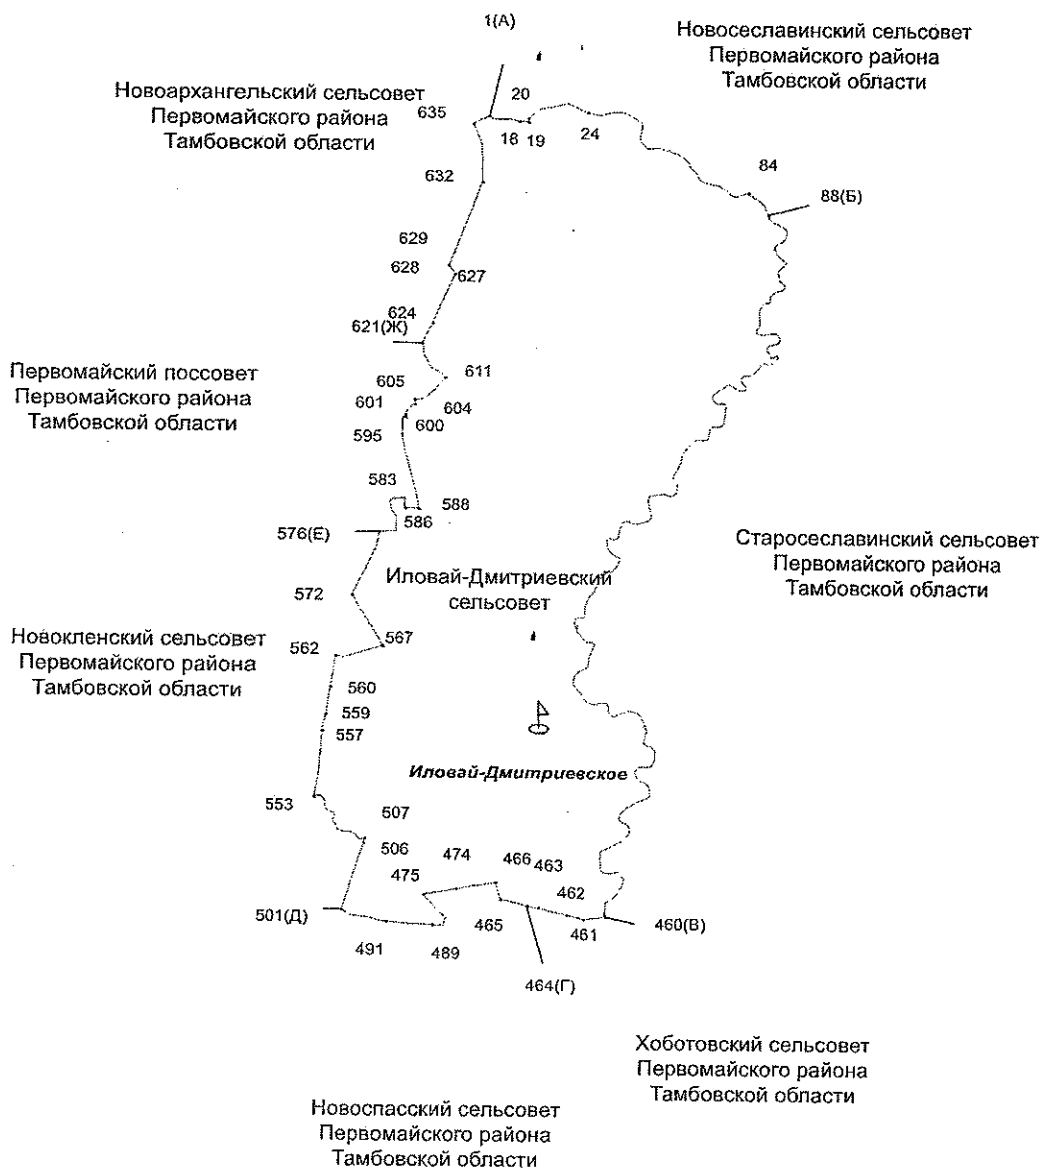 1(А)
Новосеславинский сельсовет
Первомайского района
Тамбовской области
Новоархангельский сельсовет
Первомайского района
Тамбовской области
20
635
18
19
24
632
84
88(Б)
629
628
627
624
621(Ж)
Первомайский поссовет
Первомайского района
Тамбовской области
611
605
601
604
600
595
583
588
586
576(Е)
Старосеславинский сельсовет
Первомайского района
Тамбовской области
Иловай-Дмитриевский
сельсовет
572
Новокленский сельсовет
Первомайского района
Тамбовской области
567
562
560
559
557
Иловай-Дмитриевское
553
507
506
474
466
463
475
462
501(Д)
465
461
460(В)
491
489
464(Г)
Хоботовский сельсовет
Первомайского района
Тамбовской области
Новоспасский сельсовет
Первомайского района
Тамбовской области